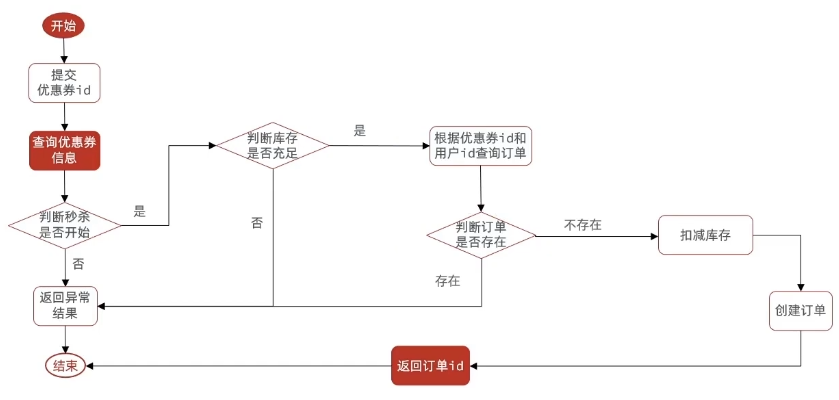 开始
提交
优惠券id
查询优惠券
信息
判断秒杀
是否开始
是
否
返回异常
结果
结束
判断库存
是否充足
是
否
根据优惠券id和
用户id查询订单
判断订单
是否存在
不存在
存在
扣减库存
创建订单
返回订单id